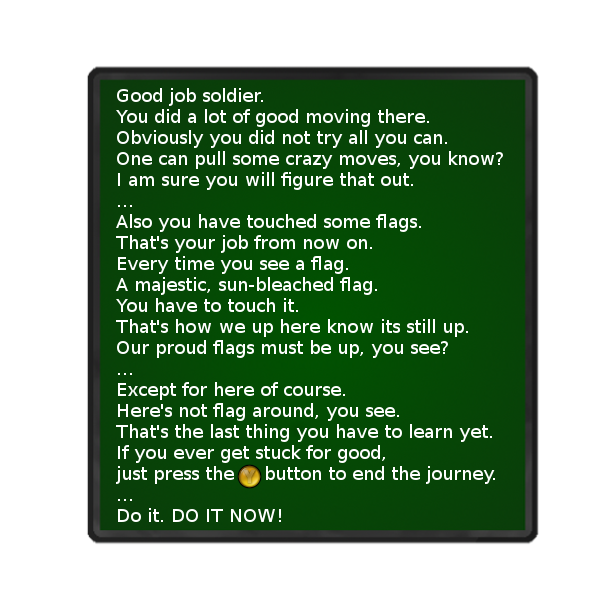 Good job soldier.
You did a lot of good moving there.
Obviously you did not try all you can.
One can pull some crazy moves, you know?
I am sure you will figure that out.
...
Also you have touched some flags.
That's your job from now on.
Every time you see a flag.
A majestic, sun-bleached flag.
You have to touch it.
That's how we up here know its still up.
Our proud flags must be up, you see?
...
Except for here of course.
Here's not flag around, you see.
That's the last thing you have to learn yet.
If you ever get stuck for good,
just press the button to end the journey.
...
Do it. DO IT NOW!